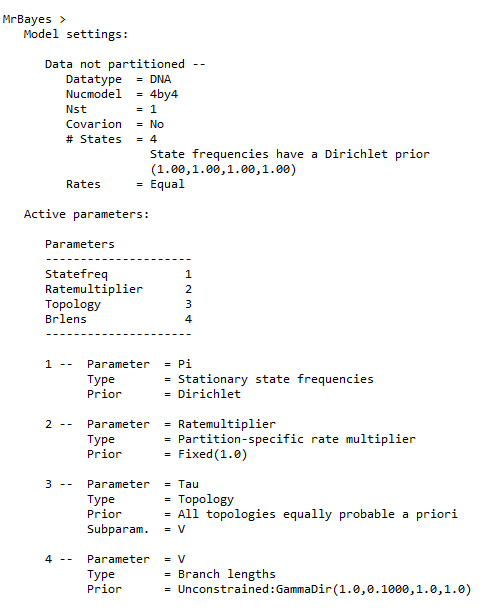 MrBayes >
Model settings:
Data not partitioned --
Datatype  = DNA
Nucmodel  = 4by4
Nst       = 1
Covarion  = No
# States  = 4
State frequencies have a Dirichlet prior
(1.00,1.00,1.00,1.00)
Rates     = Equal
Active parameters:
Parameters
---------------------
Statefreq           1
Ratemultiplier      2
Topology            3
Brlens              4
---------------------
1 --  Parameter  = Pi
Type       = Stationary state frequencies
Prior      = Dirichlet
2 --  Parameter  = Ratemultiplier
Type       = Partition-specific rate multiplier
Prior      = Fixed(1.0)
3 --  Parameter  = Tau
Type       = Topology
Prior      = All topologies equally probable a priori
Subparam.  = V
4 --  Parameter  = V
Type       = Branch lengths
Prior      = Unconstrained:GammaDir(1.0,0.1000,1.0,1.0)